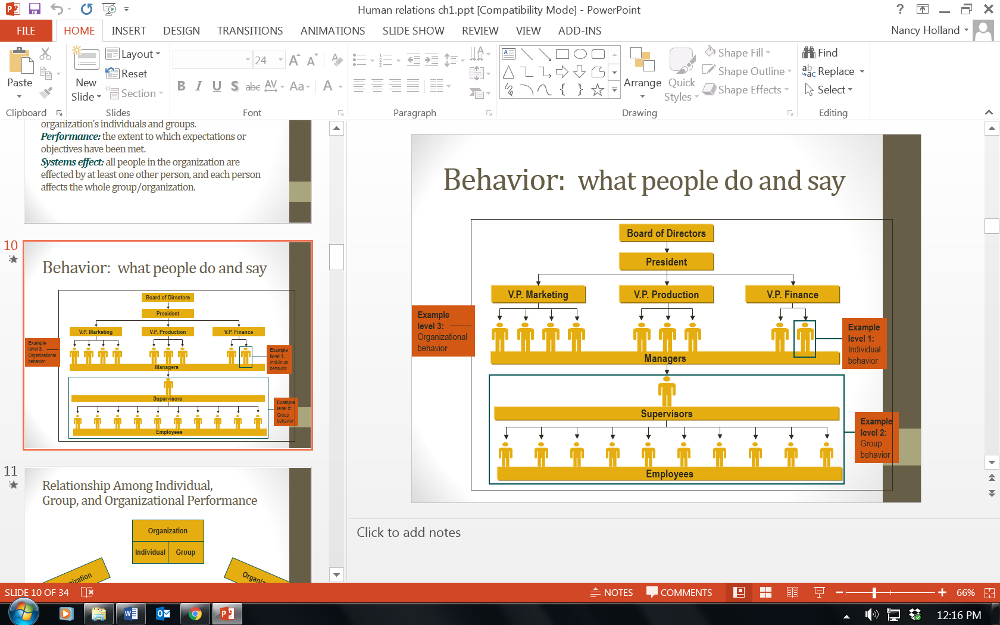 Human relations ch1.ppt [Compatibility Mode] - PowerPoint
?
FILE HOME INSERT DESIGN TRANSITIONS ANIMATIONS SLIDE SHOW REVIEW VIEW ADD-INS
Nancy Holland
Paste
New
Slide
Layout
Reset
Section
24
B I U S abc AV Aa A
Shape Fill
Shape Outline
Shape Effects
Arrange
Quick
Styles
Find
Replace
Select
Clipboard Slides Font Paragraph Drawing Editing
organization's individuals and groups.
Performance: the extent to which expectations or
objectives have been met.
Systems effect: all people in the organization are
effected by at least one other person, and each person
affects the whole group/organization.
10
Behavior: what people do and say
Board of Directors
President
V.P. Marketing V.P. Production V.P. Finance
Example
level 3:
Organizational
behavior
Example
level 1:
Individual
behavior
Managers
Supervisors
Example
level 2:
Group
behavior
Employees
11
Relationship Among Individual,
Group, and Organizational Performance
Organization
Individual Group
Behavior: what people do and say
Board of Directors
President
V.P. Marketing V.P. Production V.P. Finance
Example
level 3:
Organizational
behavior
Example
level 1:
Individual
behavior
Managers
Supervisors
Example
level 2:
Group
behavior
Employees
Click to add notes
SLIDE 10 OF 34
NOTES COMMENTS 66%
12:16 PM